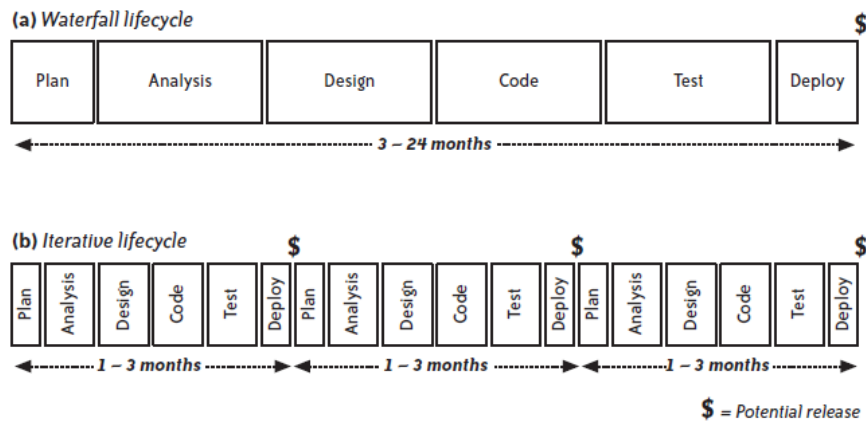 (a) Waterfall lifecycle
$
Plan Analysis Design Code Test Deploy
3 – 24 months
(b) Iterative lifecycle
$ $ $
Plan Analysis Design Code Test Deploy Plan Analysis Design Code Test Deploy Plan Analysis Design Code Test Deploy
1 – 3 months 1 – 3 months 1 – 3 months
$ = Potential release